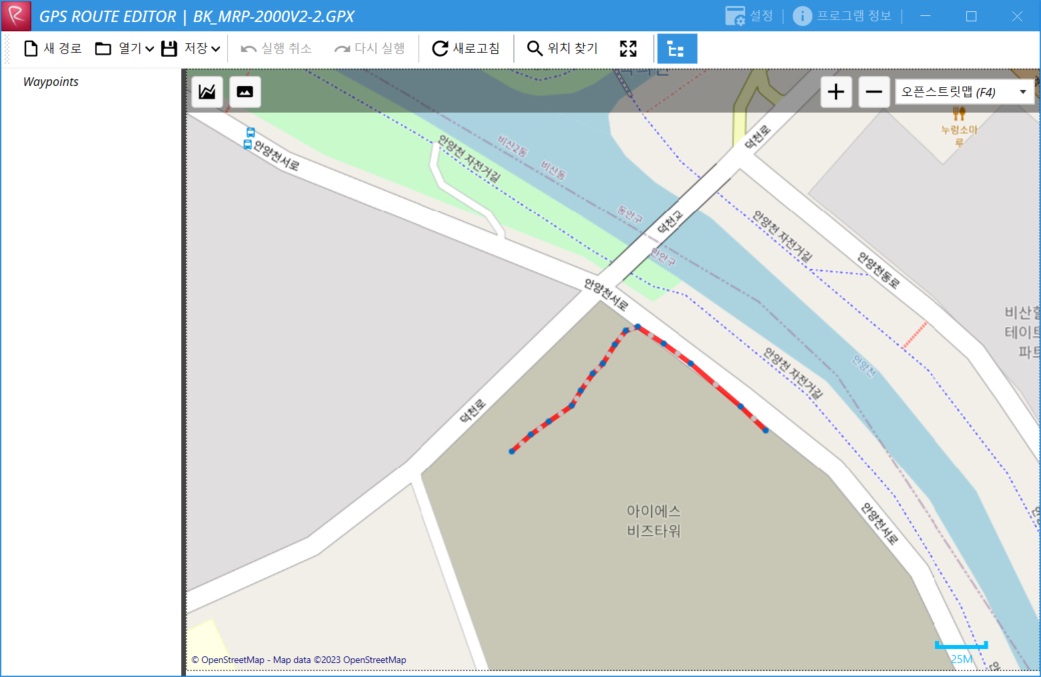 GPS ROUTE EDITOR | BK_MRP-2000V2-2.GPX
설정
프로그램 정보
새 경로
열기
저장
실행 취소
다시 실행
새로고침
위치 찾기
Waypoints
오픈스트릿맵 (F4)
누렁소마
루
덕천로
안양천서로
안양천 자전거길
비산2동
비산동
동안구
덕천교
만안구
안양천 자전거길
안양천동로
안양천서로
비산힐
테이트
파트
안양천 자전거길
안양천
덕천로
아이에스
비즈타워
안양천서로
© OpenStreetMap - Map data ©2023 OpenStreetMap
25M